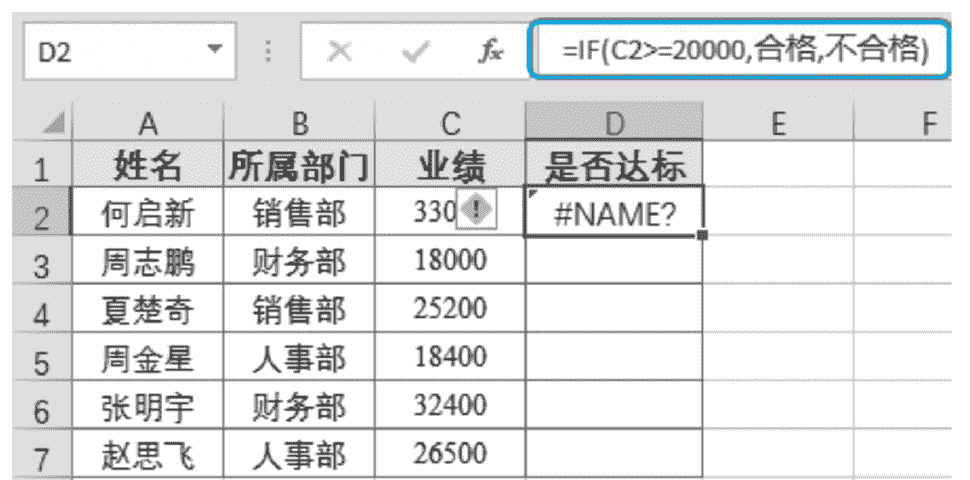 D2 fx =IF(C2>=20000,合格,不合格)
A B C D E F
1 姓名 所属部门 业绩 是否达标
2 何启新 销售部 330 ! #NAME?
3 周志鹏 财务部 18000
4 夏楚奇 销售部 25200
5 周金星 人事部 18400
6 张明宇 财务部 32400
7 赵思飞 人事部 26500